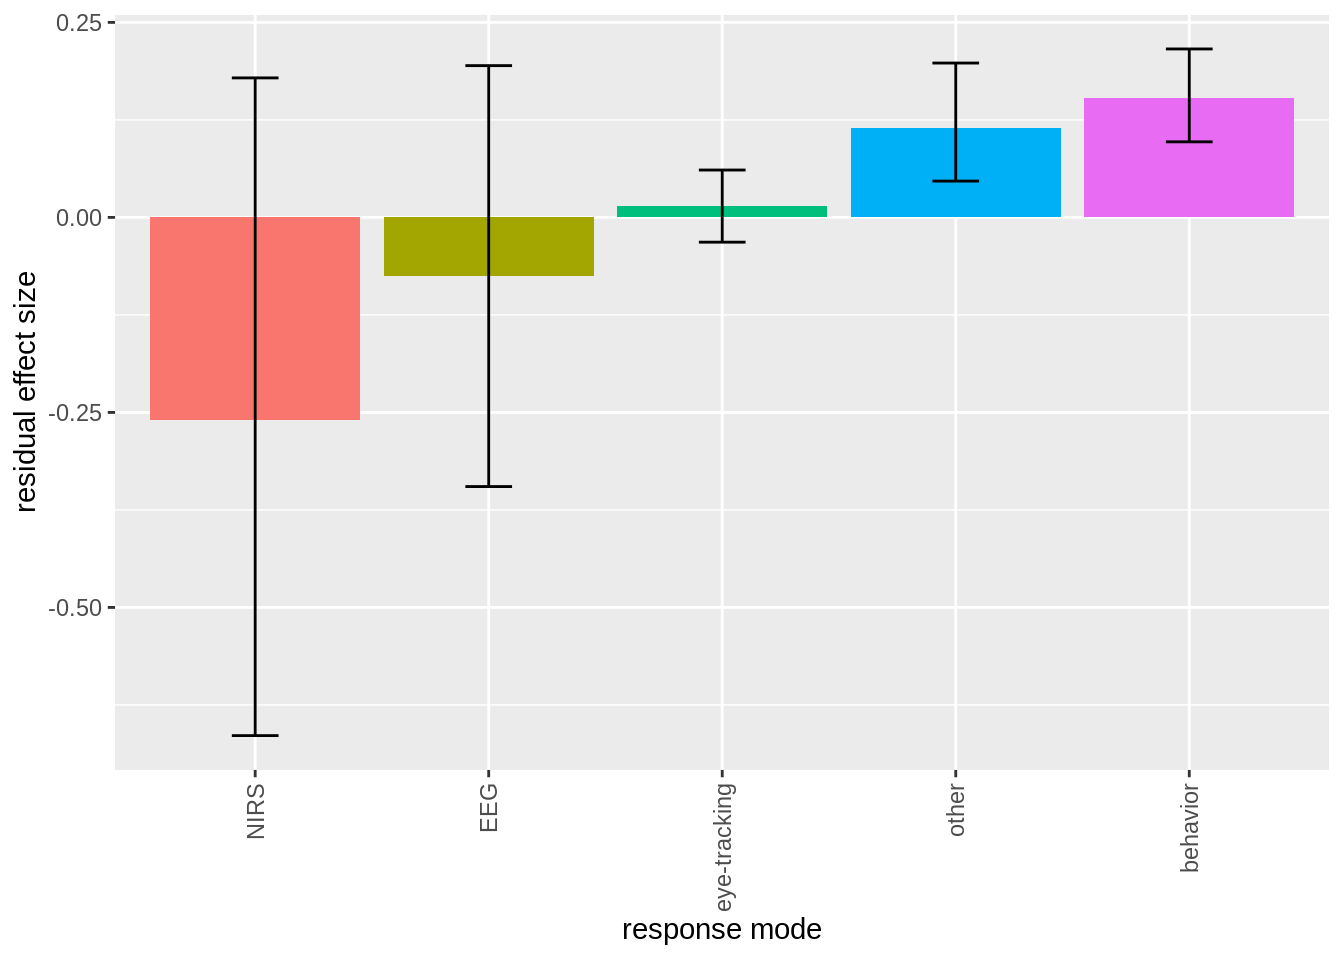 0.25
0.00
-0.25
-0.50
residual effect size
NIRS
EEG
eye-tracking
other
behavior
response mode